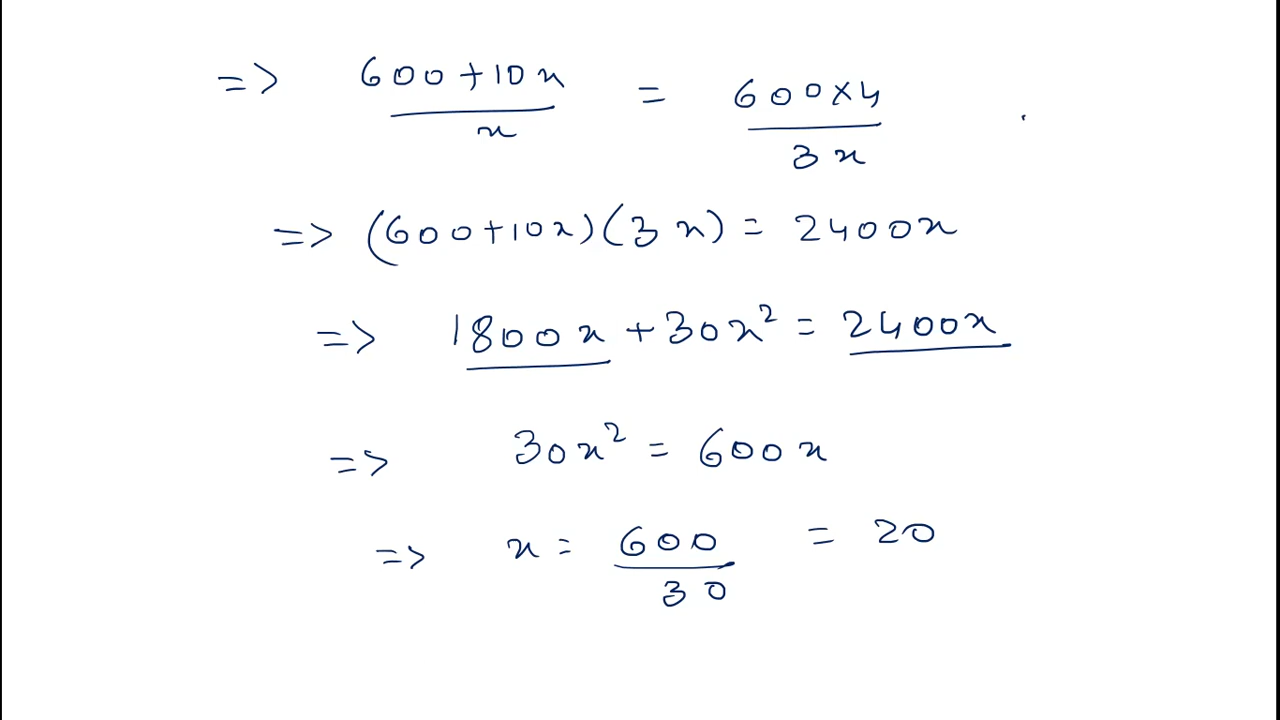 => 600+10x / x = 600×4 / 3x
=> (600+10x)(3x) = 2400x
=> 1800x + 30x² = 2400x
=> 30x² = 600x
=> x = 600 / 30 = 20